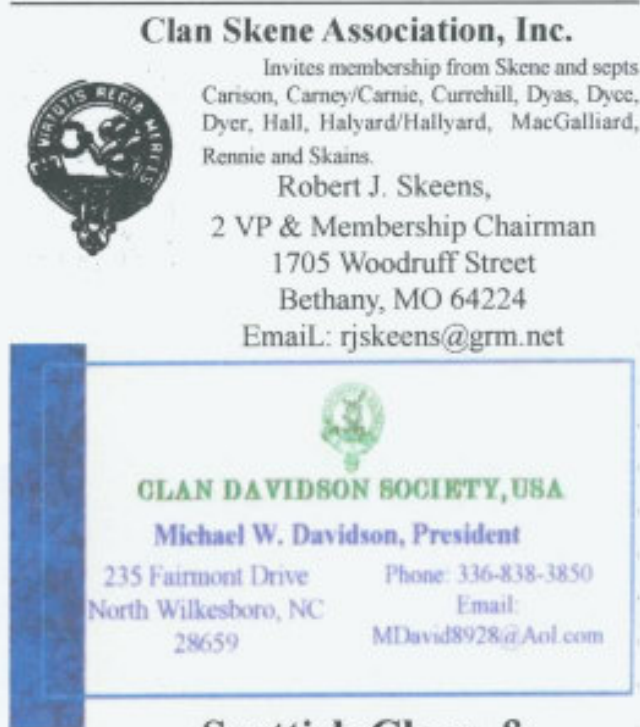 Clan Skene Association, Inc.
VIRTUTIS REGIA MERCES
Invites membership from Skene and septs
Carison, Carney/Carnie, Currehill, Dyas, Dyce,
Dyer, Hall, Halyard/Hallyard, MacGalliard,
Rennie and Skains.
Robert J. Skeens,
2 VP & Membership Chairman
1705 Woodruff Street
Bethany, MO 64224
EmaiL: rjskeens@grm.net
CLAN DAVIDSON SOCIETY, USA
Michael W. Davidson, President
235 Fairmont Drive
North Wilkesboro, NC
28659
Phone: 336-838-3850
Email:
MDavid8928@Aol.com